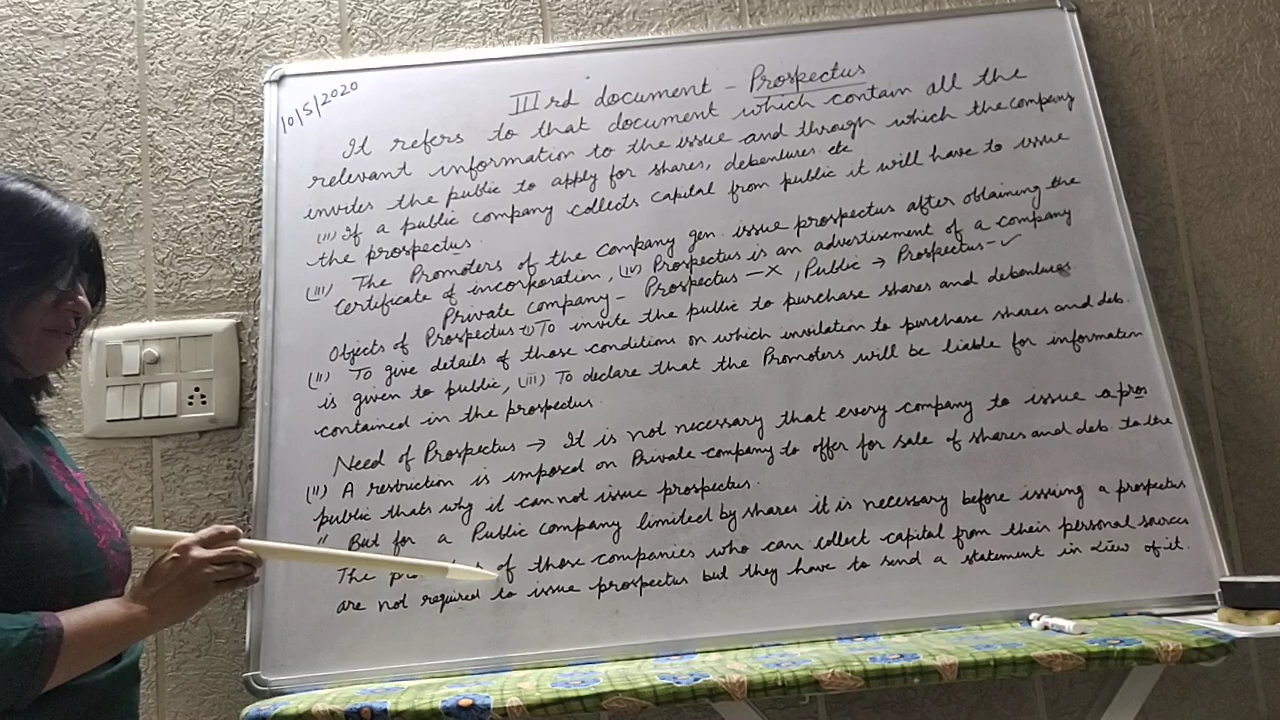 10/5/2020
IIIrd document - Prospectus
It refers to that document which contain all the
relevant information to the issue and through which the company
invites the public to apply for shares, debentures etc
(II) If a public company collects capital from public it will have to issue
the prospectus.
(III) The Promoters of the company gen. issue prospectus after obtaining the
Certificate of incorporation, (IV) Prospectus is an advertisement of a company
Private company - Prospectus - X, Public → Prospectus - ✓
Objects of Prospectus (I) To invite the public to purchase shares and debentures
(II) To give details of those conditions on which invitation to purchase shares and deb.
is given to public, (III) To declare that the Promoters will be liable for information
contained in the prospectus.
Need of Prospectus → It is not necessary that every company to issue a pros
(II) A restriction is imposed on Private company to offer for sale of shares and deb. to the
public thats why it can not issue prospectus.
" But for a Public company limited by shares it is necessary before issuing a prospectus
The of those companies who can collect capital from their personal sources
are not required to issue prospectus but they have to send a statement in Liew of it.